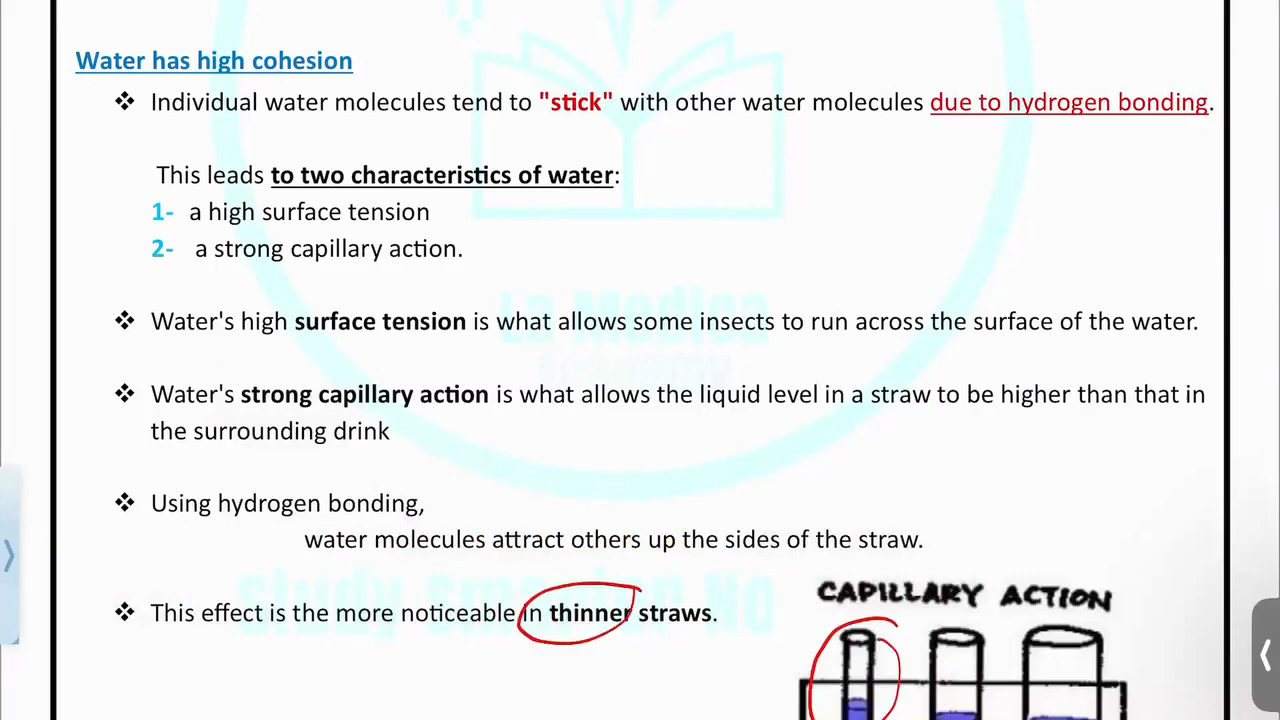 Water has high cohesion
❖ Individual water molecules tend to "stick" with other water molecules due to hydrogen bonding.
This leads to two characteristics of water:
1- a high surface tension
2- a strong capillary action.
❖ Water's high surface tension is what allows some insects to run across the surface of the water.
❖ Water's strong capillary action is what allows the liquid level in a straw to be higher than that in
the surrounding drink
❖ Using hydrogen bonding,
water molecules attract others up the sides of the straw.
❖ This effect is the more noticeable in thinner straws.
CAPILLARY ACTION
La Medica